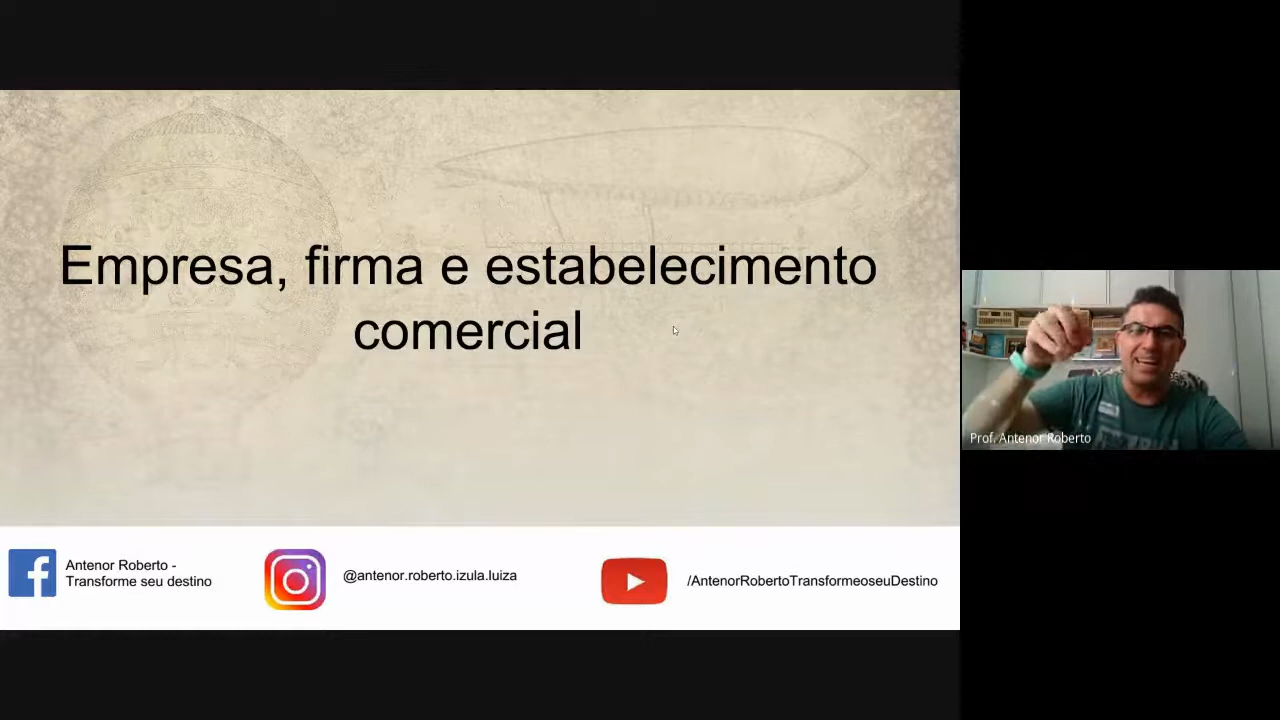 Empresa, firma e estabelecimento
comercial
Prof. Antenor Roberto
Antenor Roberto -
Transforme seu destino
@antenor.roberto.izula.luiza
/AntenorRobertoTransformeoseuDestino